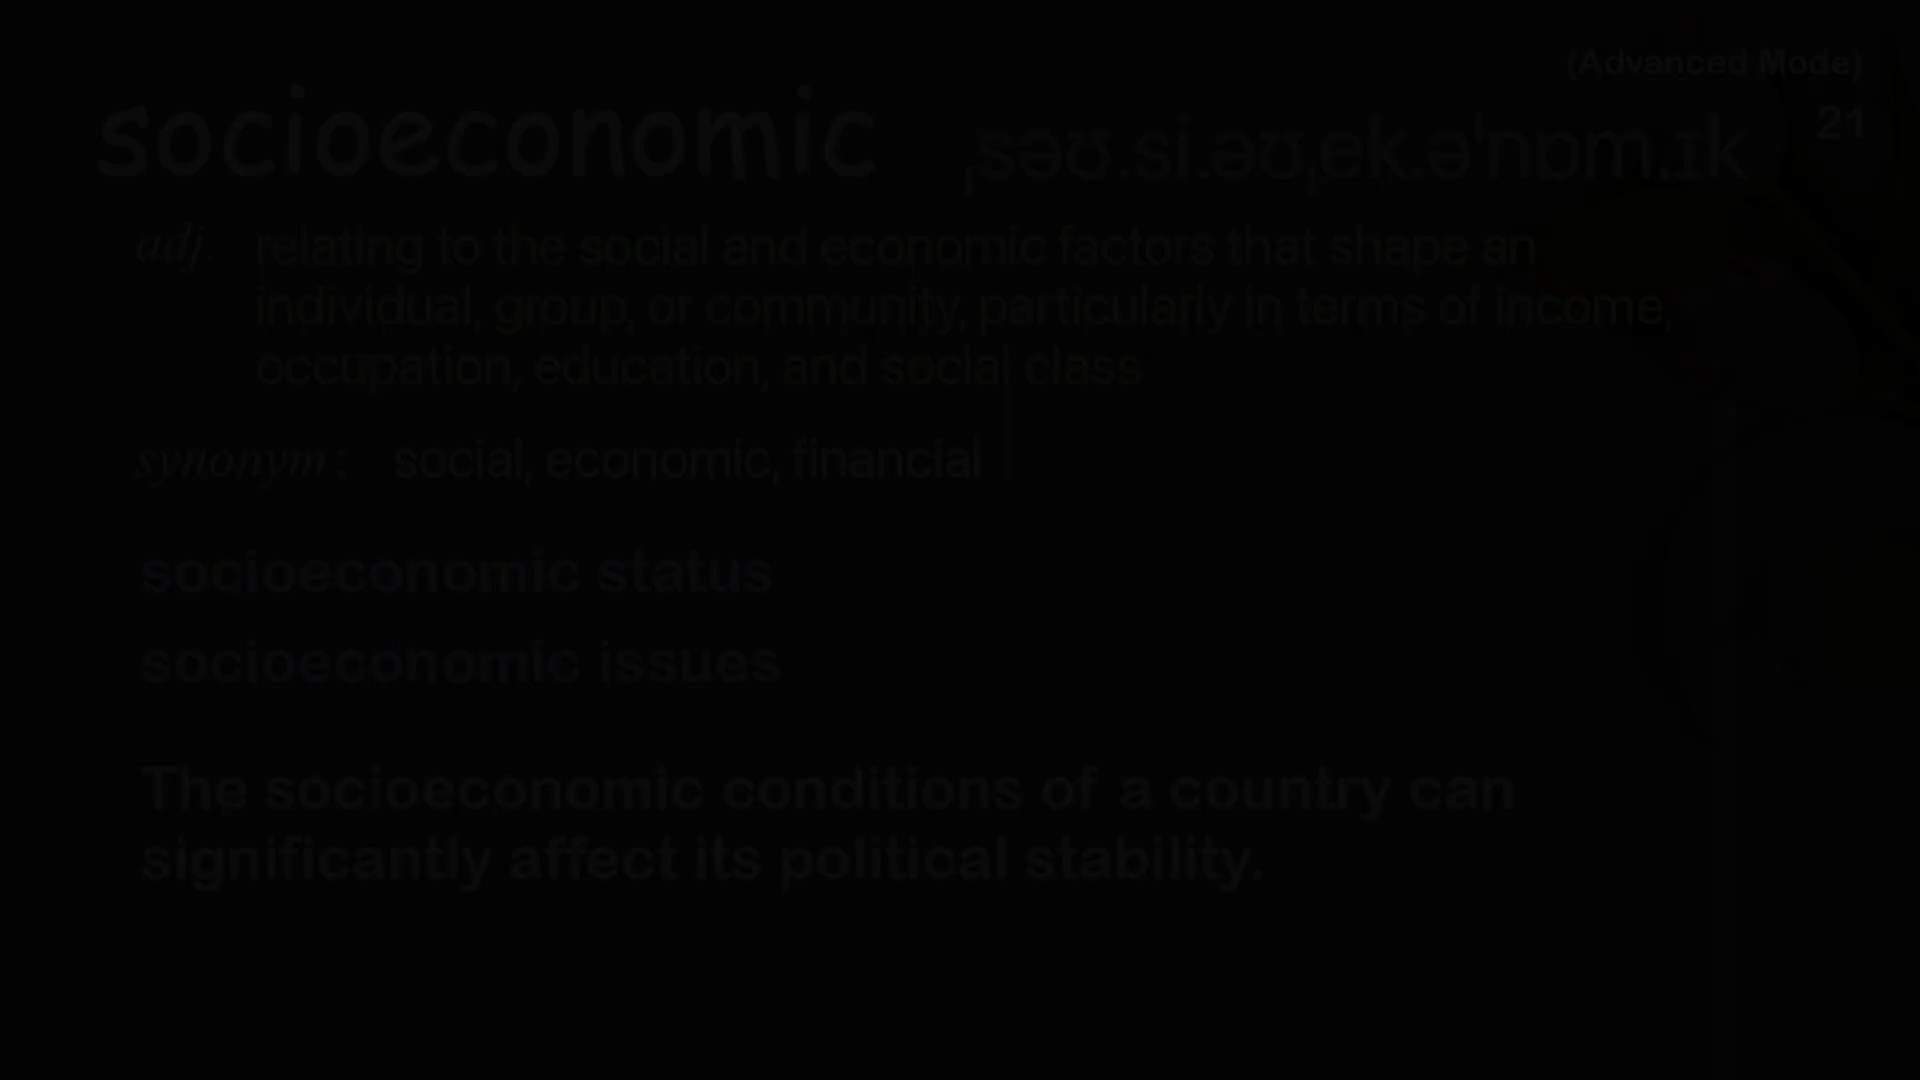 (Advanced Mode)
socioeconomic ˌsəʊ.si.əʊˌek.əˈnɒm.ɪk 21
adj. relating to the social and economic factors that shape an
individual, group, or community, particularly in terms of income,
occupation, education, and social class
synonym: social, economic, financial
socioeconomic status
socioeconomic issues
The socioeconomic conditions of a country can
significantly affect its political stability.